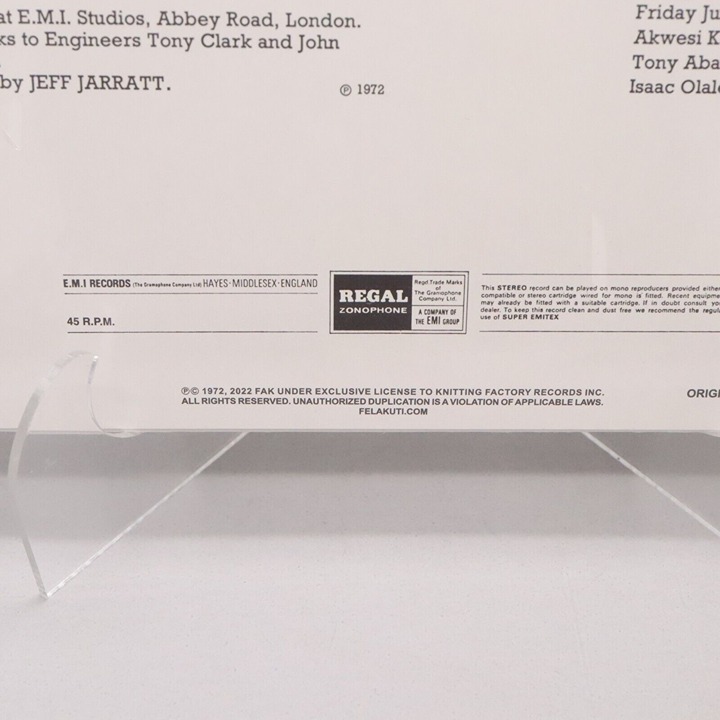 at E.M.I. Studios, Abbey Road, London.
ks to Engineers Tony Clark and John
by JEFF JARRATT.
℗ 1972
Friday Ju
Akwesi K
Tony Aba
Isaac Olal
E.M.I RECORDS (The Gramophone Company Ltd) HAYES·MIDDLESEX·ENGLAND
45 R.P.M.
REGAL
ZONOPHONE
Regd Trade Marks
of
The Gramophone
Company Ltd.
A COMPANY OF
THE EMI GROUP
This STEREO record can be played on mono reproducers provided either
compatible or stereo cartridge wired for mono is fitted. Recent equipme
may already be fitted with a suitable cartridge. If in doubt consult yo
dealer. To keep this record clean and dust free we recommend the regul
use of SUPER EMITEX
℗© 1972, 2022 FAK UNDER EXCLUSIVE LICENSE TO KNITTING FACTORY RECORDS INC.
ALL RIGHTS RESERVED. UNAUTHORIZED DUPLICATION IS A VIOLATION OF APPLICABLE LAWS.
FELAKUTI.COM
ORIG